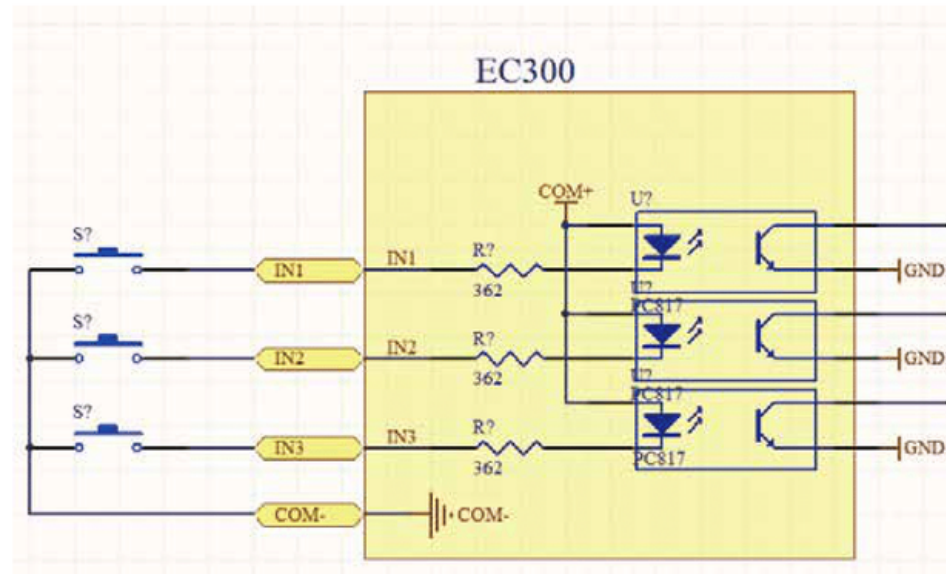 EC300
COM+
U?
S?
IN1
IN1
R?
362
GND
U?
PC817
S?
IN2
IN2
R?
362
GND
U?
PC817
S?
IN3
IN3
R?
362
PC817
GND
COM-
COM-